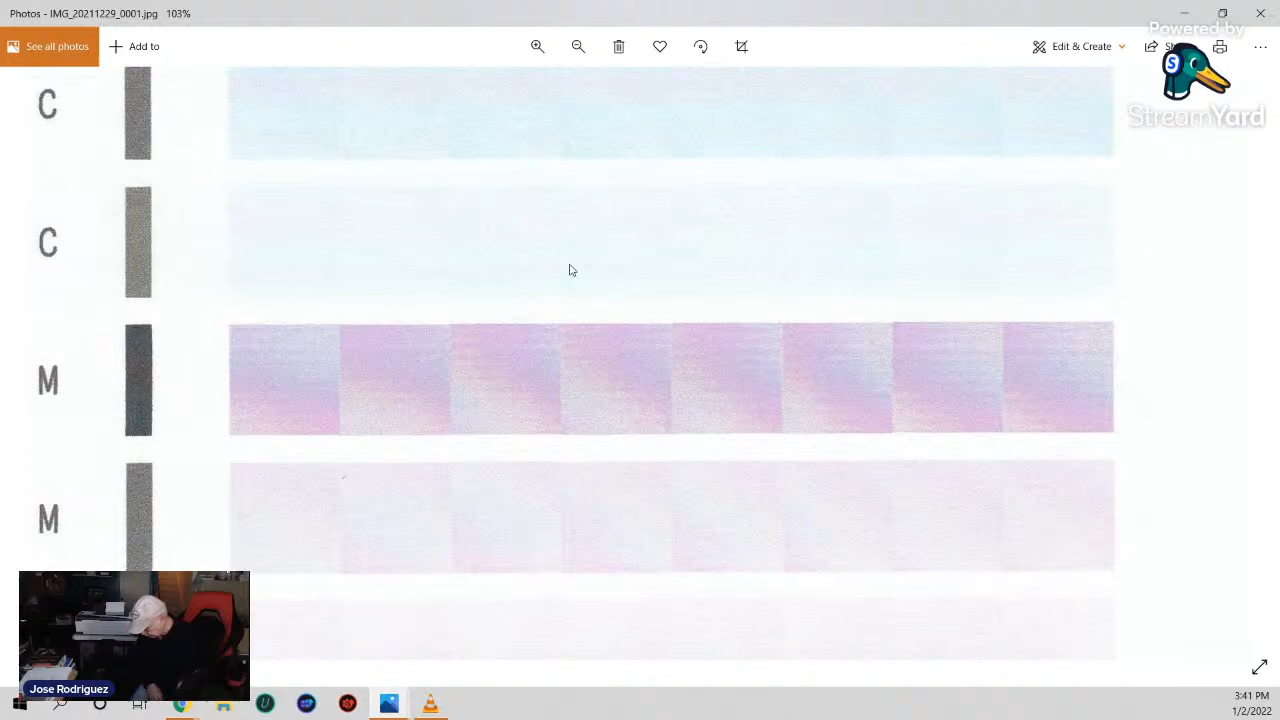 Photos - IMG_20211229_0001.jpg 103%
See all photos
Add to
Edit & Create
Powered by
S
StreamYard
C
C
M
M
Jose Rodriguez
3:41 PM
1/2/2022